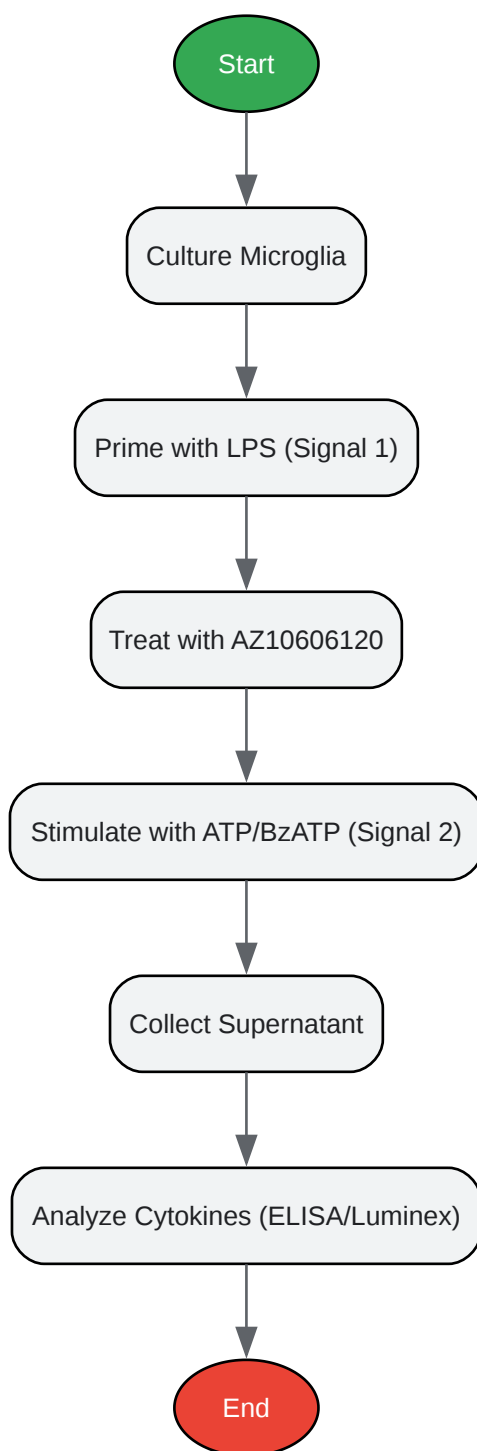 Start
Culture Microglia
Prime with LPS (Signal 1)
Treat with AZ10606120
Stimulate with ATP/BzATP (Signal 2)
Collect Supernatant
Analyze Cytokines (ELISA/Luminex)
End